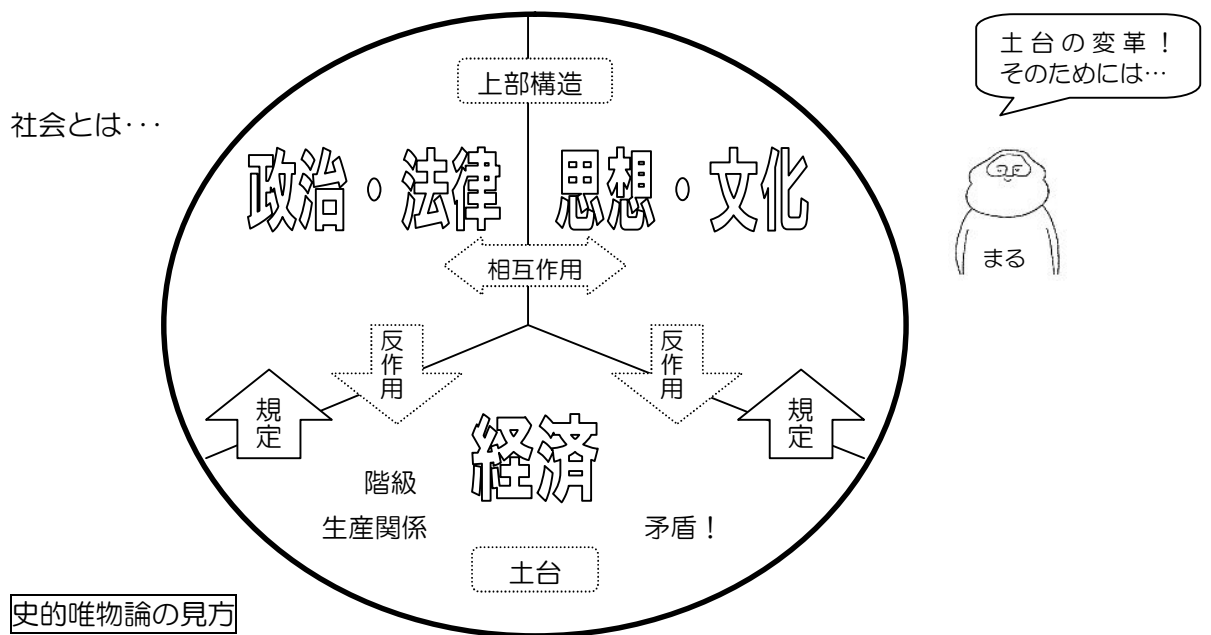 土台の変革！
そのためには…
上部構造
社会とは…
政治・法律
思想・文化
相互作用
まる
反作用
反作用
規定
規定
経済
階級
生産関係
矛盾！
土台
史的唯物論の見方